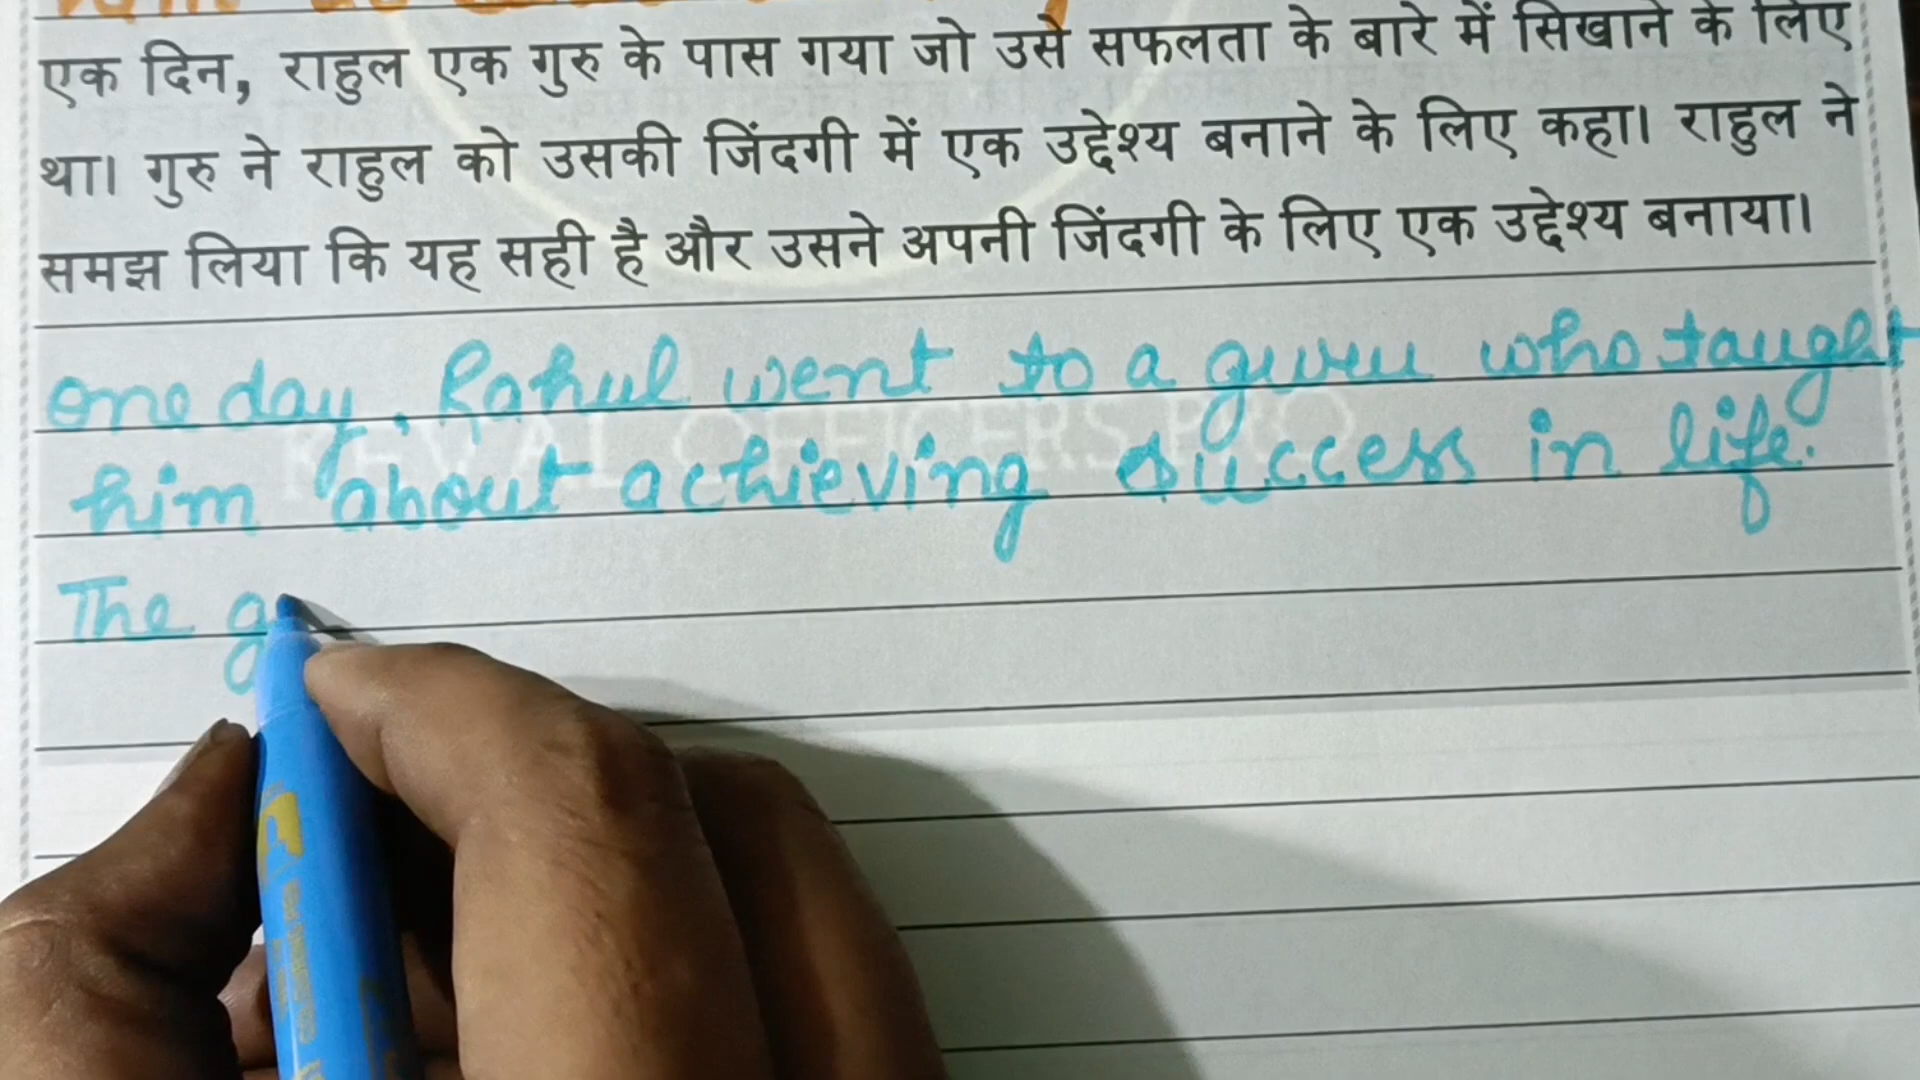 एक दिन, राहुल एक गुरु के पास गया जो उसे सफलता के बारे में सिखाने के लिए
था। गुरु ने राहुल को उसकी जिंदगी में एक उद्देश्य बनाने के लिए कहा। राहुल ने
समझ लिया कि यह सही है और उसने अपनी जिंदगी के लिए एक उद्देश्य बनाया।
one day, Rahul went to a guru who taught
him about achieving success in life.
The g